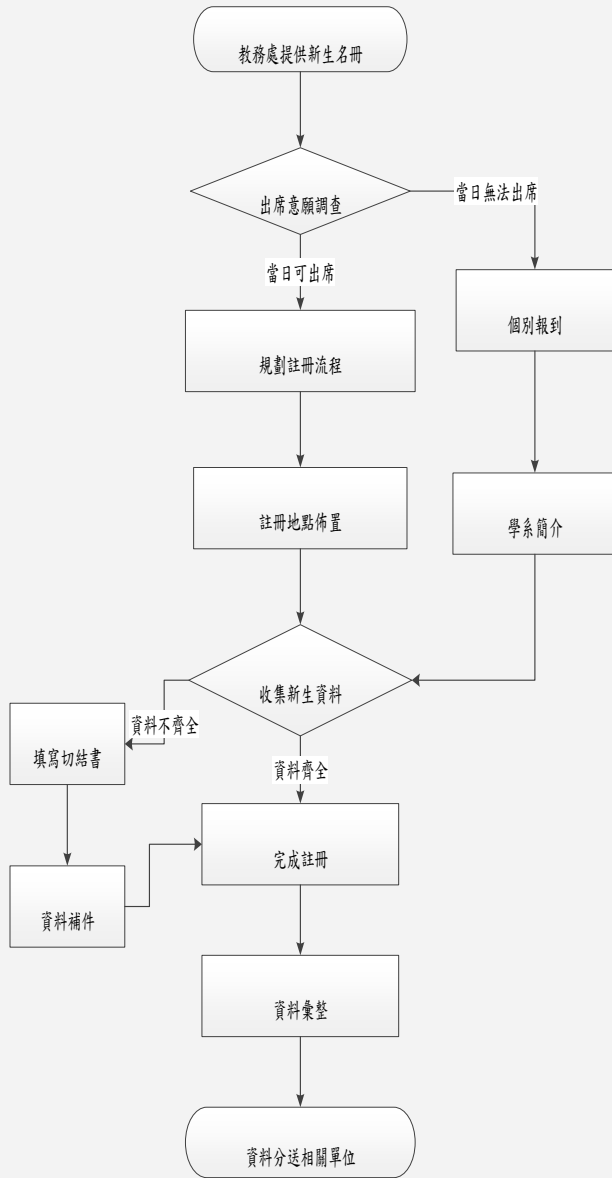 教務處提供新生名冊
出席意願調查
當日無法出席
當日可出席
個別報到
規劃註冊流程
註冊地點佈置
學系簡介
收集新生資料
資料不齊全
填寫切結書
資料齊全
完成註冊
資料補件
資料彙整
資料分送相關單位